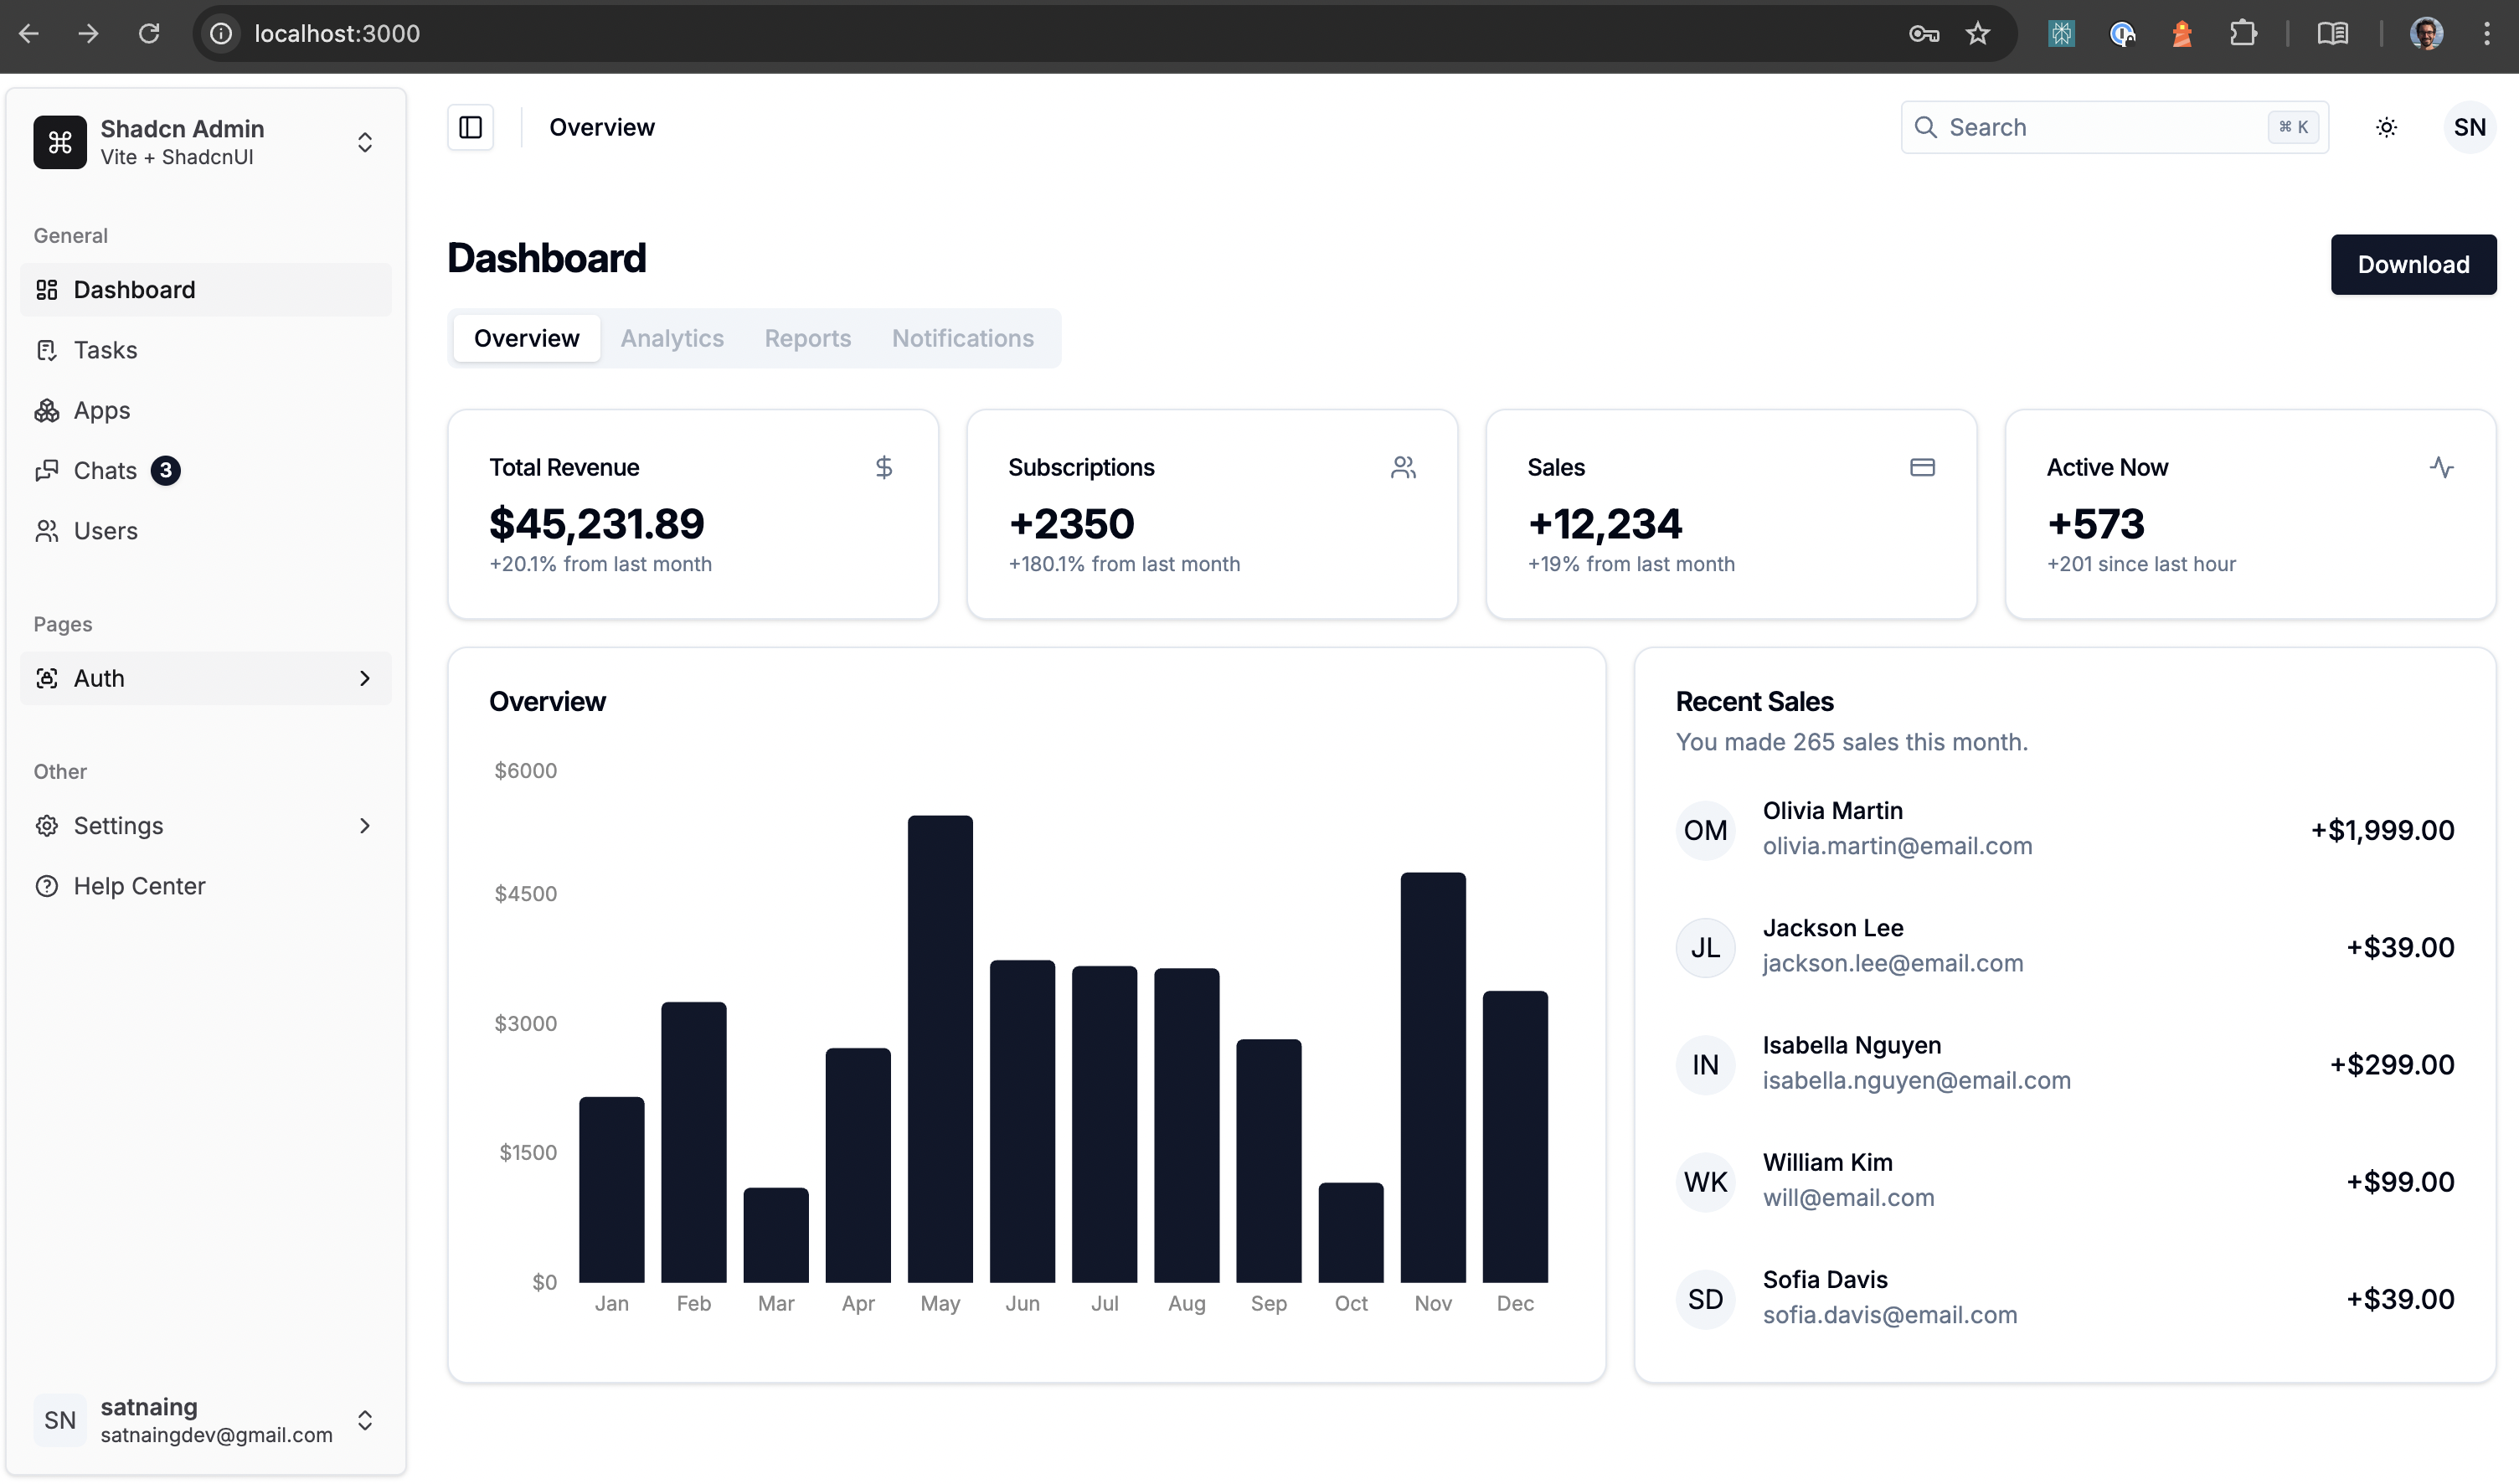 localhost:3000
Shadcn Admin
Vite + ShadcnUI
General
Dashboard
Tasks
Apps
Chats 3
Users
Pages
Auth
Other
Settings
Help Center
SN
satnaing
satnaingdev@gmail.com
Overview
Search ⌘ K
SN
Dashboard
Download
Overview Analytics Reports Notifications
Total Revenue
$45,231.89
+20.1% from last month
Subscriptions
+2350
+180.1% from last month
Sales
+12,234
+19% from last month
Active Now
+573
+201 since last hour
Overview
$6000
$4500
$3000
$1500
$0
Jan Feb Mar Apr May Jun Jul Aug Sep Oct Nov Dec
Recent Sales
You made 265 sales this month.
OM
Olivia Martin
olivia.martin@email.com
+$1,999.00
JL
Jackson Lee
jackson.lee@email.com
+$39.00
IN
Isabella Nguyen
isabella.nguyen@email.com
+$299.00
WK
William Kim
will@email.com
+$99.00
SD
Sofia Davis
sofia.davis@email.com
+$39.00